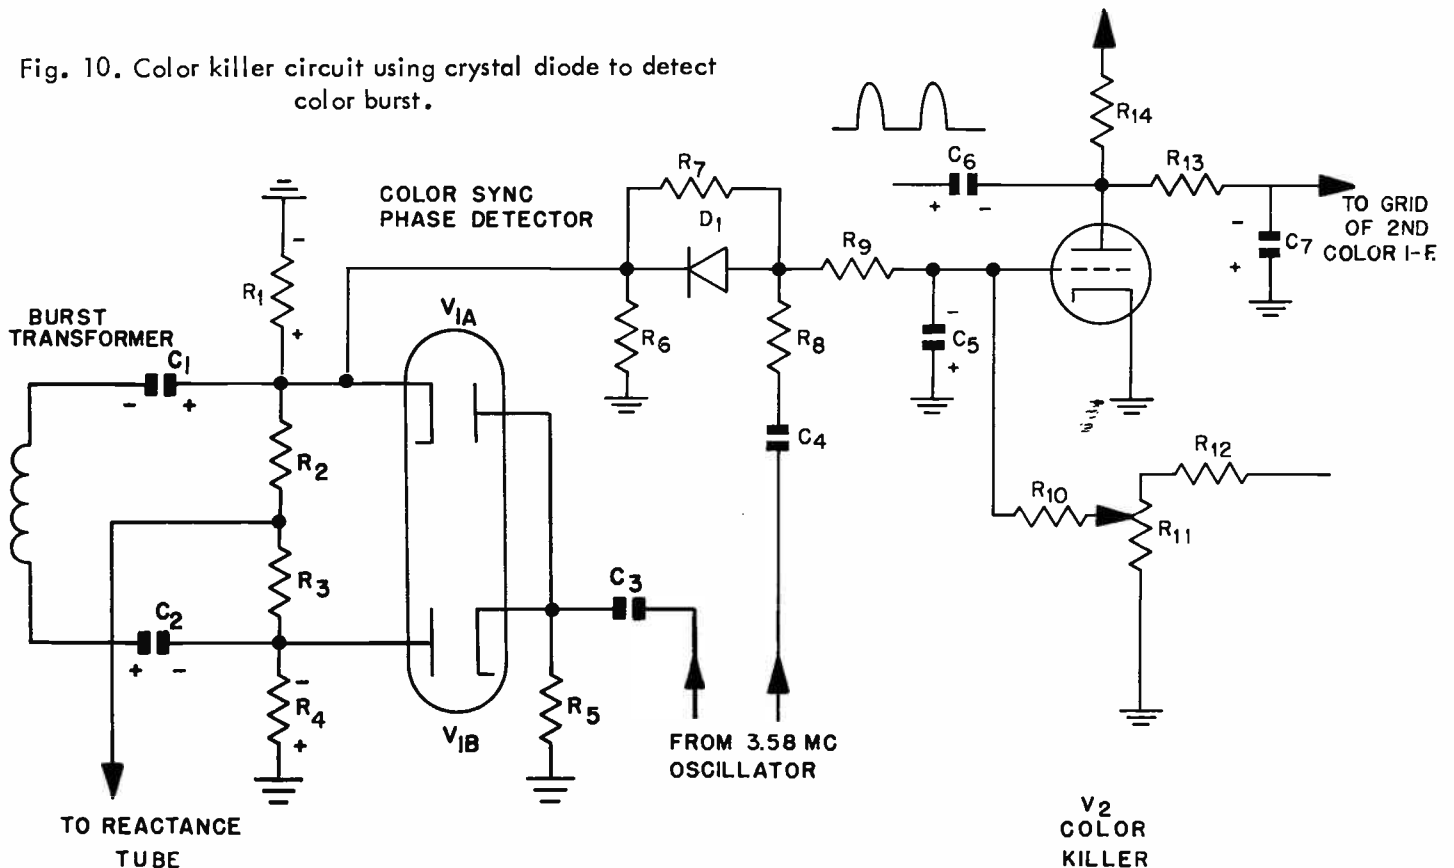 Fig. 10. Color killer circuit using crystal diode to detect
color burst.
R14
C6
R13
+ -
R7
COLOR SYNC
PHASE DETECTOR
D1
TO GRID
OF 2ND
COLOR I-F.
-
C7
+
R9
-
R1
+
BURST
TRANSFORMER
V1A
R6
R8
-
C5
+
C1
- +
C4
R2
R12
R10
R11
R3
C3
C2
+ -
-
R4
+
V1B
R5
FROM 3.58 MC
OSCILLATOR
TO REACTANCE
TUBE
V2
COLOR
KILLER